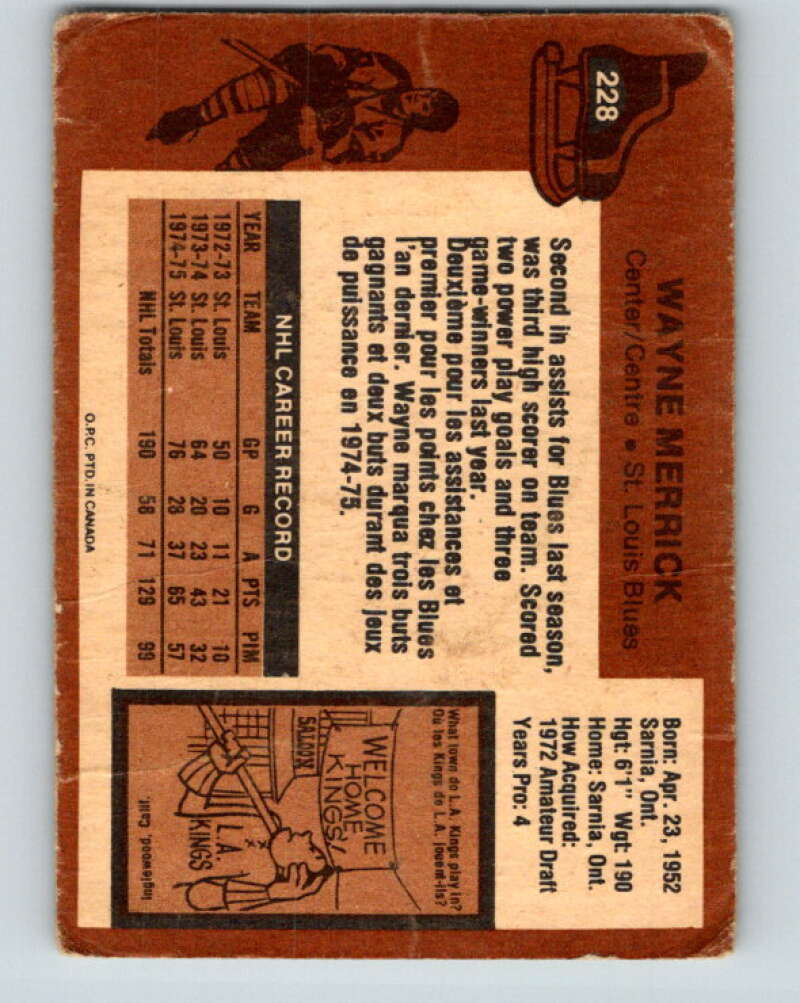 228
WAYNE MERRICK
Center/Centre • St. Louis Blues
Born: Apr. 23, 1952
Sarnia, Ont.
Hgt: 6'1" Wgt: 190
Home: Sarnia, Ont.
How Acquired:
1972 Amateur Draft
Years Pro: 4
Second in assists for Blues last season,
was third high scorer on team. Scored
two power play goals and three
game-winners last year.
Deuxième pour les assistances et
premier pour les points chez les Blues
l'an dernier. Wayne marqua trois buts
gagnants et deux buts durant des jeux
de puissance en 1974-75.
NHL CAREER RECORD
YEAR TEAM GP G A PTS PIM
1972-73 St. Louis 50 10 11 21 10
1973-74 St. Louis 64 20 23 43 32
1974-75 St. Louis 76 28 37 65 57
NHL Totals 190 58 71 129 99
O.P.C. PTD. IN CANADA
What town do L.A. Kings play in?
Où les Kings de L.A. jouent-ils?
WELCOME
HOME
KINGS!
SALOON
L.A.
KINGS
Inglewood, Calif.